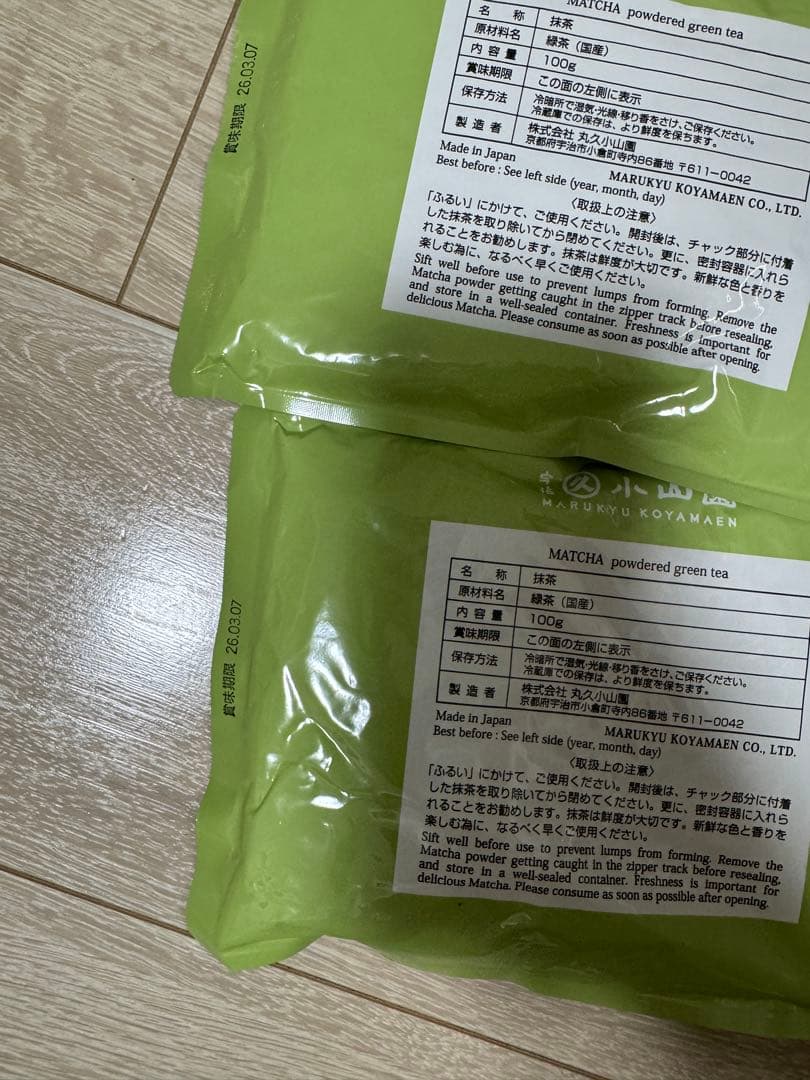 MATCHA powdered green tea
名 称 抹茶
原材料名 緑茶（国産）
内 容 量 100g
賞味期限 この面の左側に表示
保存方法 冷暗所で湿気・光線・移り香をさけ、ご保存ください。
冷蔵庫での保存は、より鮮度を保ちます。
製 造 者 株式会社 丸久小山園
京都府宇治市小倉町寺内86番地 〒611-0042
Made in Japan MARUKYU KOYAMAEN CO., LTD.
Best before : See left side (year, month, day)
〈取扱上の注意〉
「ふるい」にかけて、ご使用ください。開封後は、チャック部分に付着
した抹茶を取り除いてから閉めてください。更に、密封容器に入れら
れることをお勧めします。抹茶は鮮度が大切です。新鮮な色と香りを
楽しむ為に、なるべく早くご使用ください。
Sift well before use to prevent lumps from forming. Remove the
Matcha powder getting caught in the zipper track before resealing,
and store in a well-sealed container. Freshness is important for
delicious Matcha. Please consume as soon as possible after opening.
賞味期限 26.03.07
宇治 久 小山園
MARUKYU KOYAMAEN
MATCHA powdered green tea
名 称 抹茶
原材料名 緑茶（国産）
内 容 量 100g
賞味期限 この面の左側に表示
保存方法 冷暗所で湿気・光線・移り香をさけ、ご保存ください。
冷蔵庫での保存は、より鮮度を保ちます。
製 造 者 株式会社 丸久小山園
京都府宇治市小倉町寺内86番地 〒611-0042
Made in Japan MARUKYU KOYAMAEN CO., LTD.
Best before : See left side (year, month, day)
〈取扱上の注意〉
「ふるい」にかけて、ご使用ください。開封後は、チャック部分に付着
した抹茶を取り除いてから閉めてください。更に、密封容器に入れら
れることをお勧めします。抹茶は鮮度が大切です。新鮮な色と香りを
楽しむ為に、なるべく早くご使用ください。
Sift well before use to prevent lumps from forming. Remove the
Matcha powder getting caught in the zipper track before resealing,
and store in a well-sealed container. Freshness is important for
delicious Matcha. Please consume as soon as possible after opening.
賞味期限 26.03.07